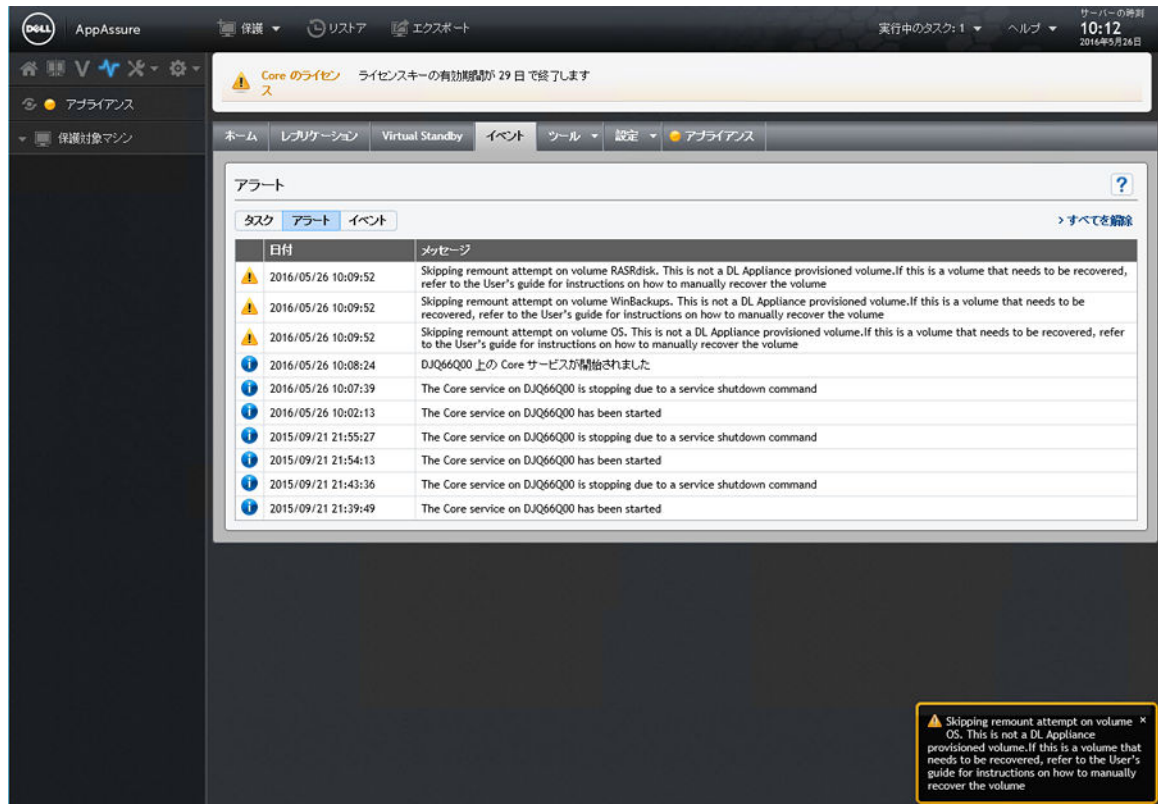 DELL
AppAssure
保護
リストア
エクスポート
実行中のタスク: 1
ヘルプ
サーバーの時刻
10:12
2016年5月26日
Core のライセン
ス
ライセンスキーの有効期間が 29 日 で終了します
アプライアンス
保護対象マシン
ホーム
レプリケーション
Virtual Standby
イベント
ツール
設定
アプライアンス
アラート
?
タスク
アラート
イベント
› すべてを解除
日付 メッセージ
2016/05/26 10:09:52 Skipping remount attempt on volume RASRdisk. This is not a DL Appliance provisioned volume.If this is a volume that needs to be recovered,
refer to the User's guide for instructions on how to manually recover the volume
2016/05/26 10:09:52 Skipping remount attempt on volume WinBackups. This is not a DL Appliance provisioned volume.If this is a volume that needs to be
recovered, refer to the User's guide for instructions on how to manually recover the volume
2016/05/26 10:09:52 Skipping remount attempt on volume OS. This is not a DL Appliance provisioned volume.If this is a volume that needs to be recovered, refer
to the User's guide for instructions on how to manually recover the volume
2016/05/26 10:08:24 DJQ66Q00 上の Core サービスが開始されました
2016/05/26 10:07:39 The Core service on DJQ66Q00 is stopping due to a service shutdown command
2016/05/26 10:02:13 The Core service on DJQ66Q00 has been started
2015/09/21 21:55:27 The Core service on DJQ66Q00 is stopping due to a service shutdown command
2015/09/21 21:54:13 The Core service on DJQ66Q00 has been started
2015/09/21 21:43:36 The Core service on DJQ66Q00 is stopping due to a service shutdown command
2015/09/21 21:39:49 The Core service on DJQ66Q00 has been started
Skipping remount attempt on volume ×
OS. This is not a DL Appliance
provisioned volume.If this is a volume that
needs to be recovered, refer to the User's
guide for instructions on how to manually
recover the volume